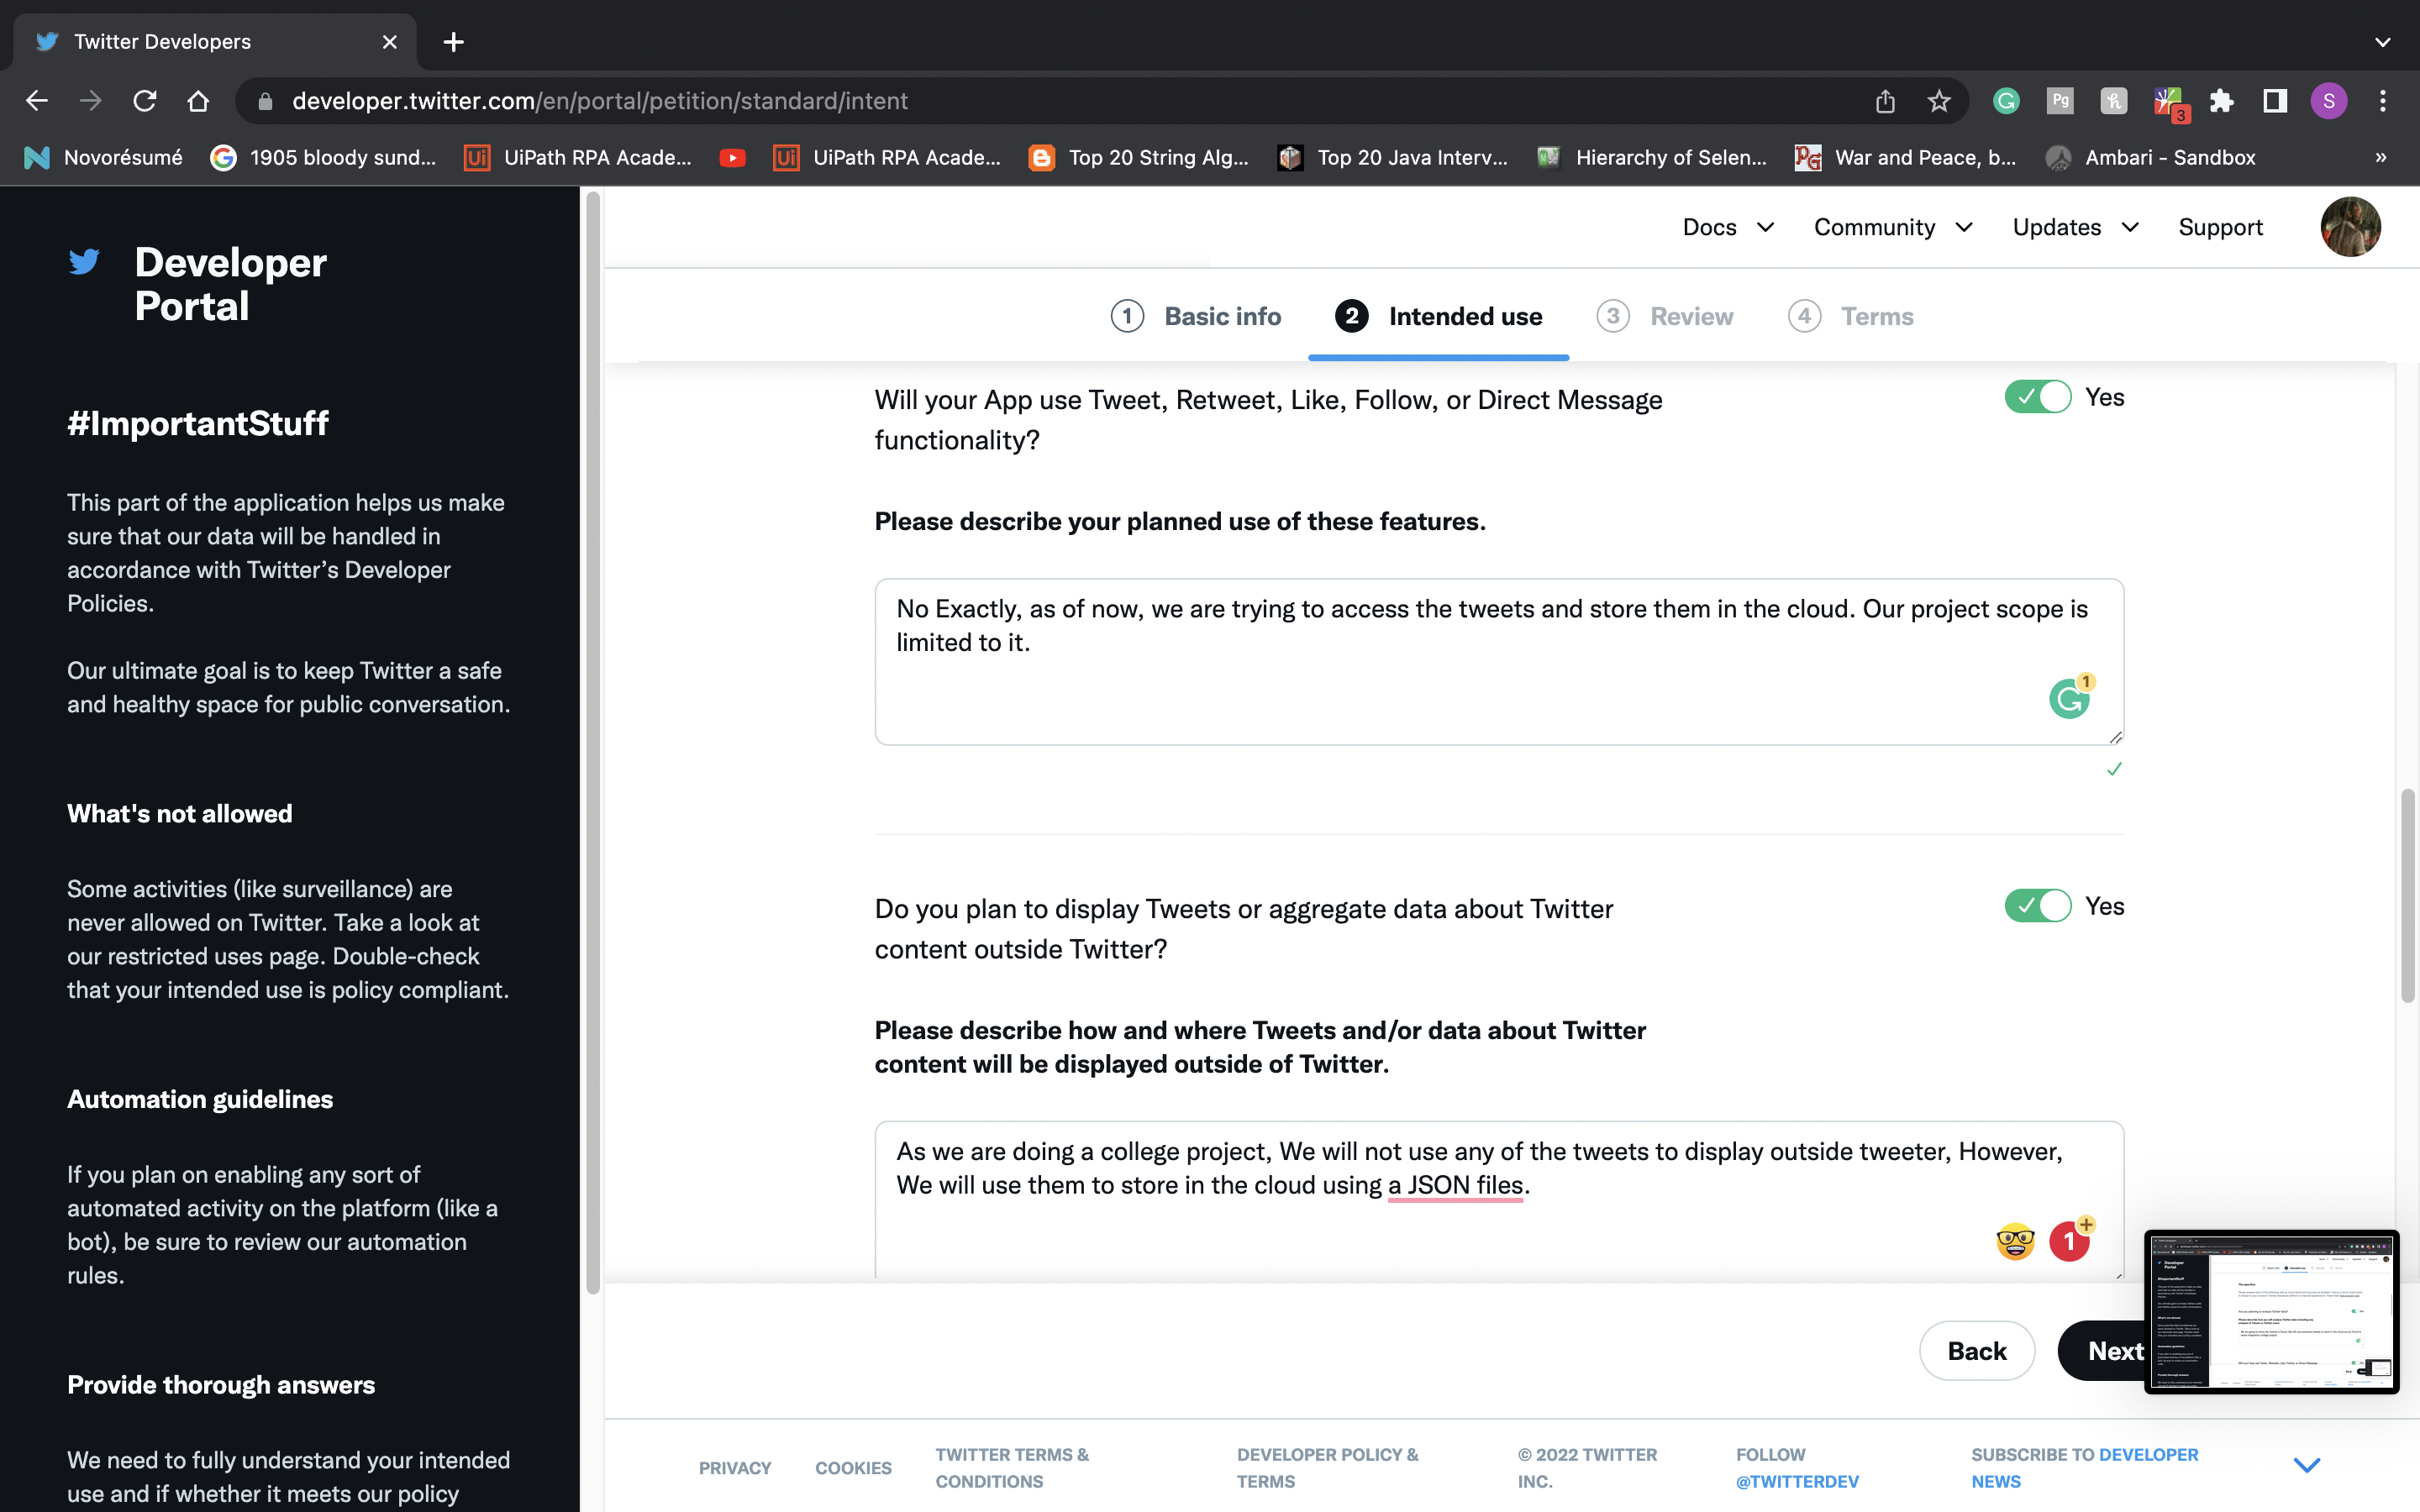 Twitter Developers
developer.twitter.com/en/portal/petition/standard/intent
Pg
3
S
Novorésumé
1905 bloody sund...
UiPath RPA Acade...
UiPath RPA Acade...
Top 20 String Alg...
Top 20 Java Interv...
Hierarchy of Selen...
War and Peace, b...
Ambari - Sandbox
»
Developer
Portal
#ImportantStuff
This part of the application helps us make
sure that our data will be handled in
accordance with Twitter’s Developer
Policies.
Our ultimate goal is to keep Twitter a safe
and healthy space for public conversation.
What's not allowed
Some activities (like surveillance) are
never allowed on Twitter. Take a look at
our restricted uses page. Double-check
that your intended use is policy compliant.
Automation guidelines
If you plan on enabling any sort of
automated activity on the platform (like a
bot), be sure to review our automation
rules.
Provide thorough answers
We need to fully understand your intended
use and if whether it meets our policy
Docs
Community
Updates
Support
1 Basic info
2 Intended use
3 Review
4 Terms
Will your App use Tweet, Retweet, Like, Follow, or Direct Message
functionality?
Yes
Please describe your planned use of these features.
No Exactly, as of now, we are trying to access the tweets and store them in the cloud. Our project scope is
limited to it.
1
Do you plan to display Tweets or aggregate data about Twitter
content outside Twitter?
Yes
Please describe how and where Tweets and/or data about Twitter
content will be displayed outside of Twitter.
As we are doing a college project, We will not use any of the tweets to display outside tweeter, However,
We will use them to store in the cloud using a JSON files.
1
Back
Next
PRIVACY
COOKIES
TWITTER TERMS &
CONDITIONS
DEVELOPER POLICY &
TERMS
© 2022 TWITTER
INC.
FOLLOW
@TWITTERDEV
SUBSCRIBE TO DEVELOPER
NEWS